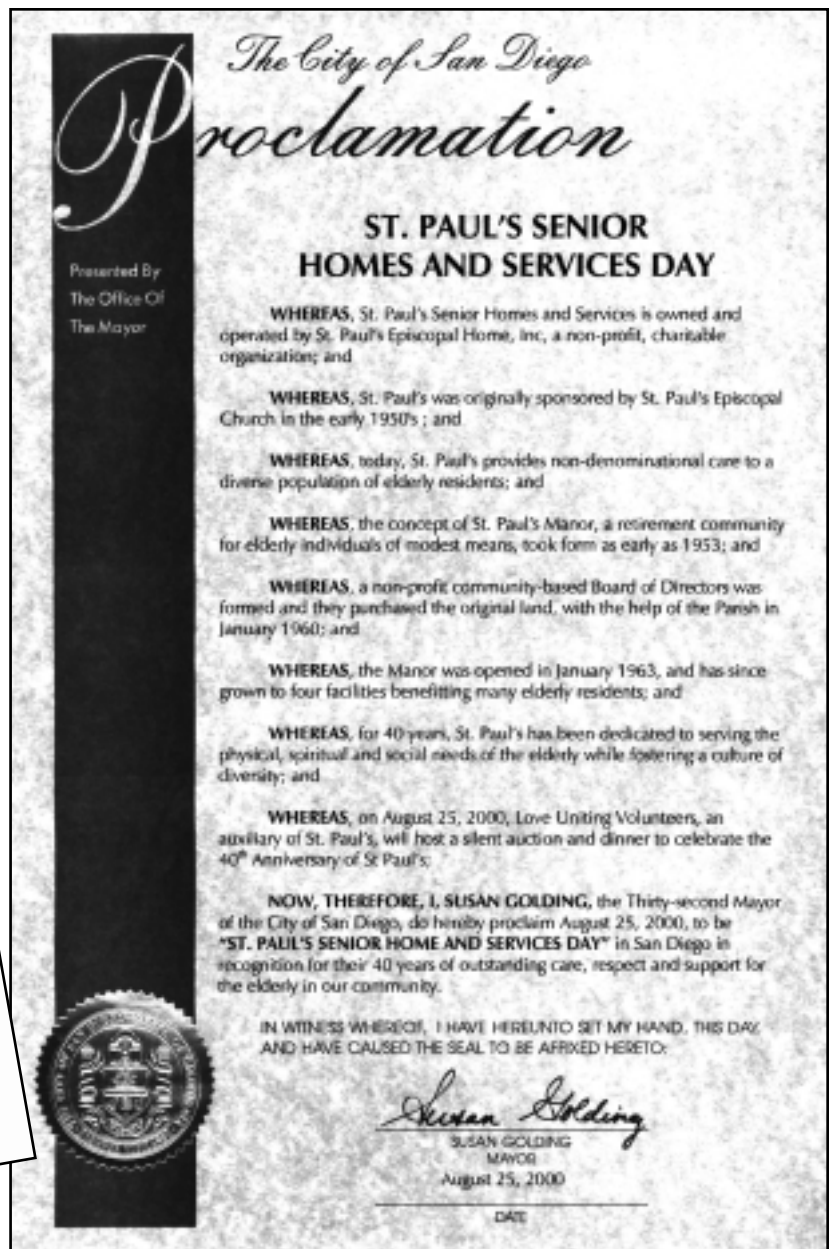 The City of San Diego
Proclamation
Presented By
The Office Of
The Mayor
ST. PAUL'S SENIOR
HOMES AND SERVICES DAY
WHEREAS, St. Paul's Senior Homes and Services is owned and
operated by St. Paul's Episcopal Home, Inc, a non-profit, charitable
organization; and
WHEREAS, St. Paul's was originally sponsored by St. Paul's Episcopal
Church in the early 1950's ; and
WHEREAS, today, St. Paul's provides non-denominational care to a
diverse population of elderly residents; and
WHEREAS, the concept of St. Paul's Manor, a retirement community
for elderly individuals of modest means, took form as early as 1953; and
WHEREAS, a non-profit community-based Board of Directors was
formed and they purchased the original land, with the help of the Parish in
January 1960; and
WHEREAS, the Manor was opened in January 1963, and has since
grown to four facilities benefitting many elderly residents; and
WHEREAS, for 40 years, St. Paul's has been dedicated to serving the
physical, spiritual and social needs of the elderly while fostering a culture of
diversity; and
WHEREAS, on August 25, 2000, Love Uniting Volunteers, an
auxiliary of St. Paul's, will host a silent auction and dinner to celebrate the
40th Anniversary of St Paul's;
NOW, THEREFORE, I, SUSAN GOLDING, the Thirty-second Mayor
of the City of San Diego, do hereby proclaim August 25, 2000, to be
"ST. PAUL'S SENIOR HOME AND SERVICES DAY" in San Diego in
recognition for their 40 years of outstanding care, respect and support for
the elderly in our community.
IN WITNESS WHEREOF, I HAVE HEREUNTO SET MY HAND, THIS DAY,
AND HAVE CAUSED THE SEAL TO BE AFFIXED HERETO:
Susan Golding
SUSAN GOLDING
MAYOR
August 25, 2000
DATE